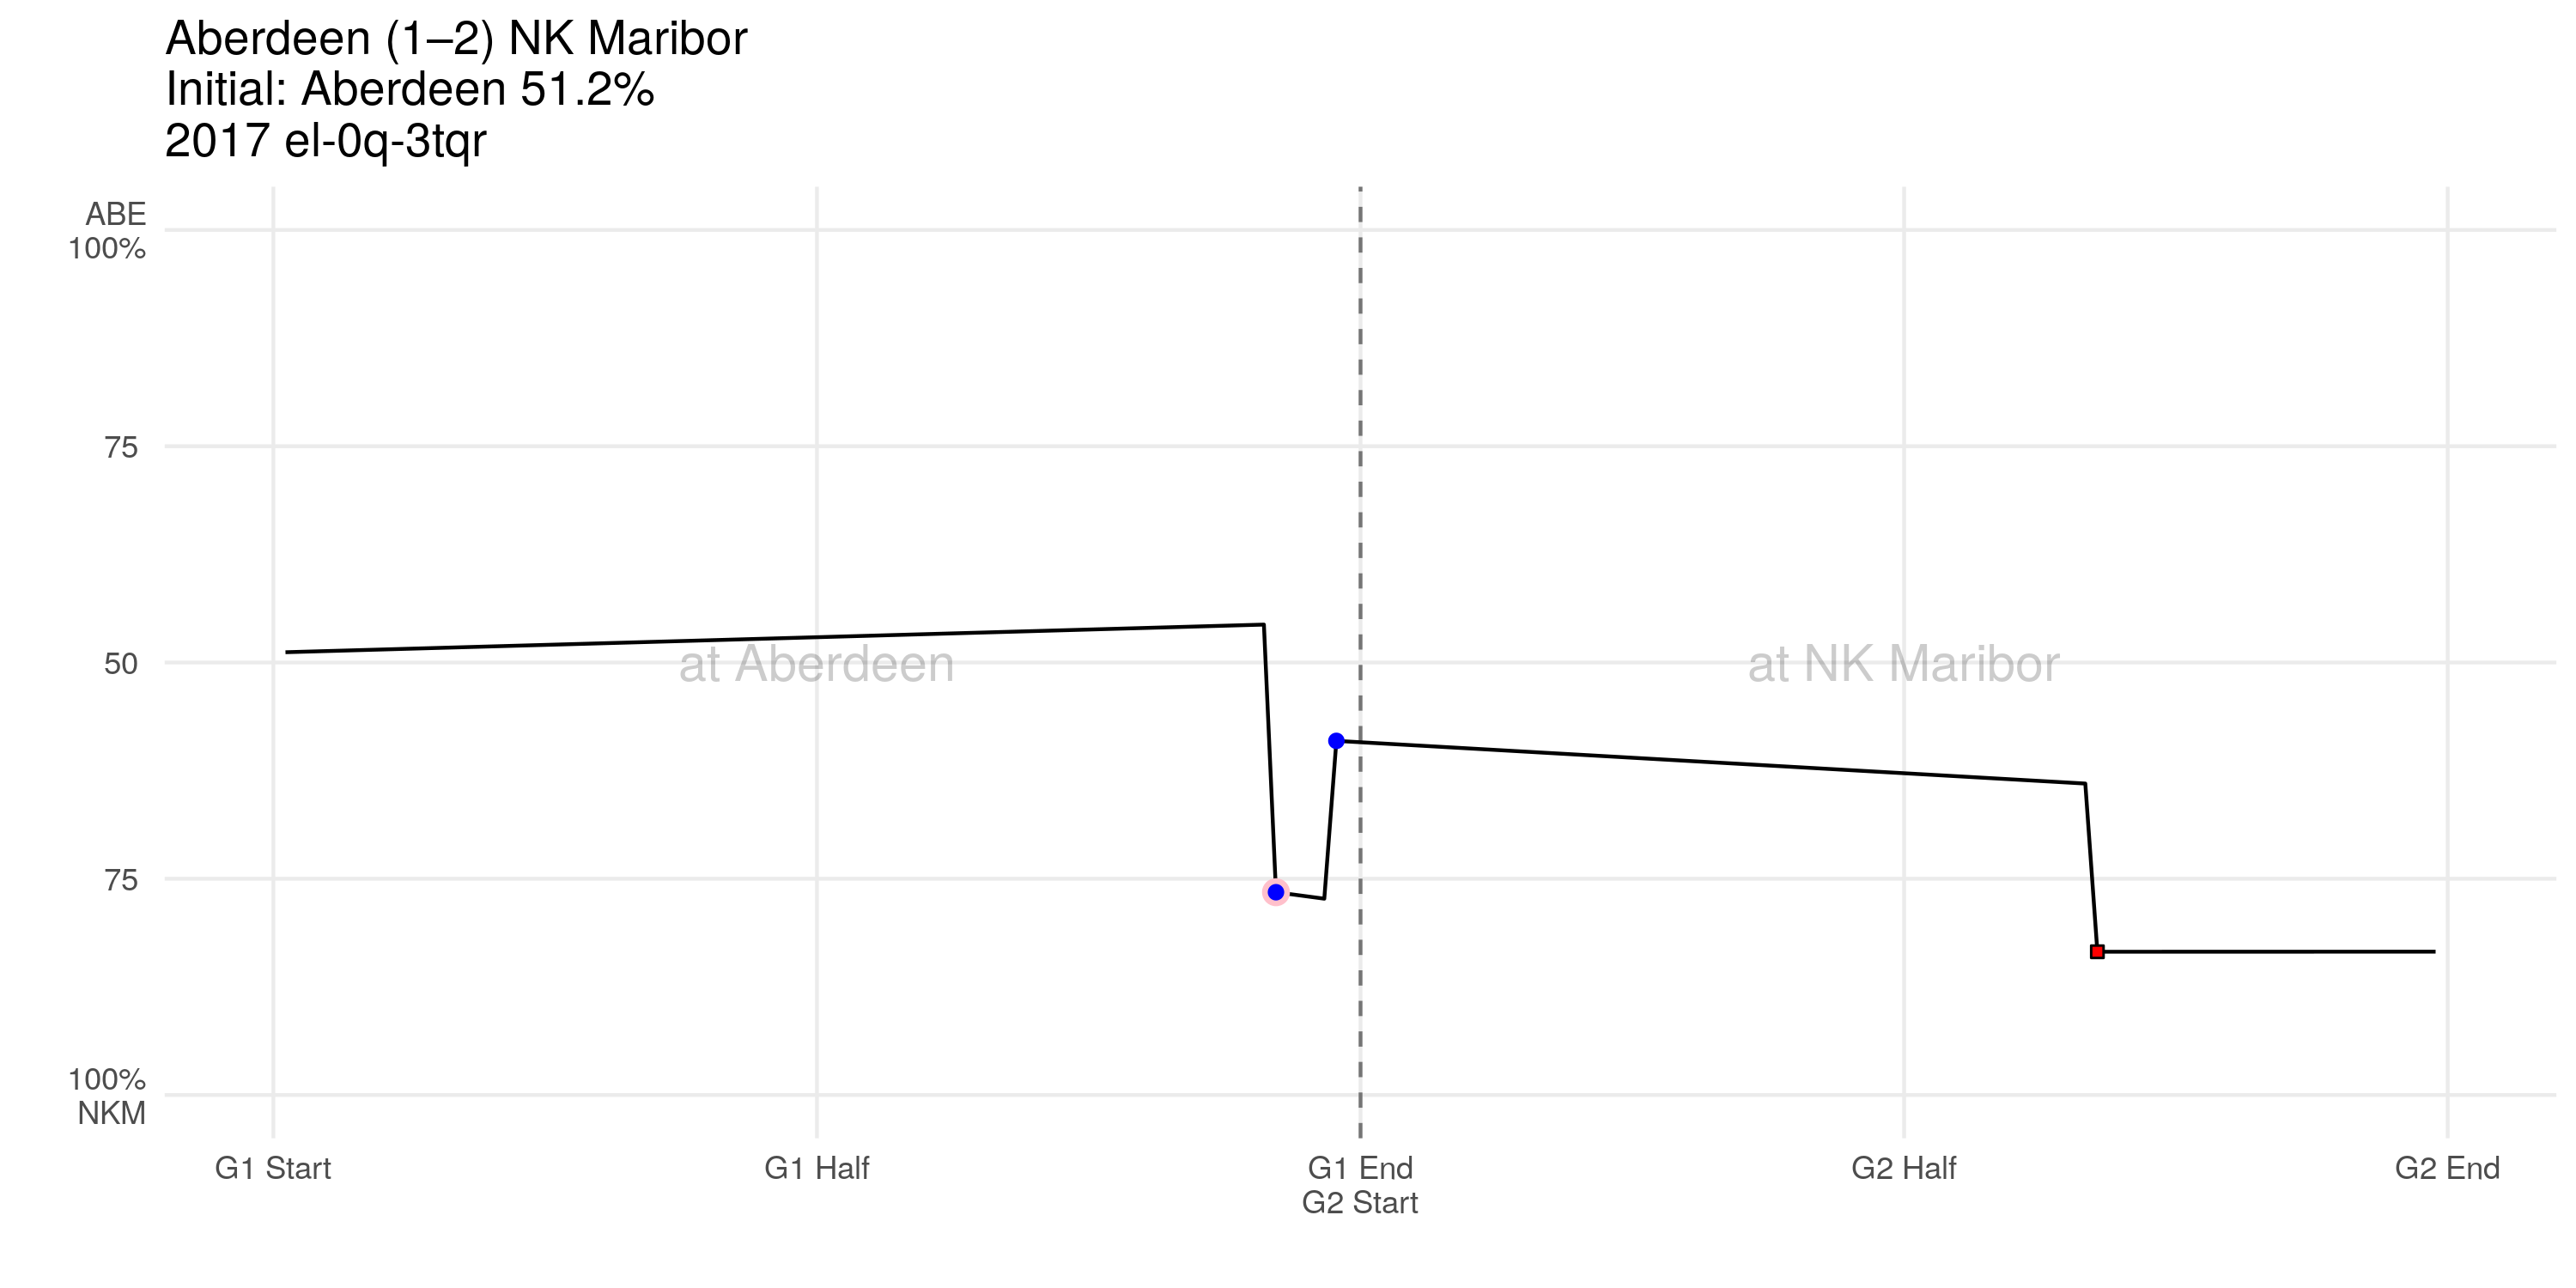 Aberdeen (1–2) NK Maribor
Initial: Aberdeen 51.2%
2017 el-0q-3tqr
ABE
100%
75
50
75
100%
NKM
at Aberdeen
at NK Maribor
G1 Start
G1 Half
G1 End
G2 Start
G2 Half
G2 End